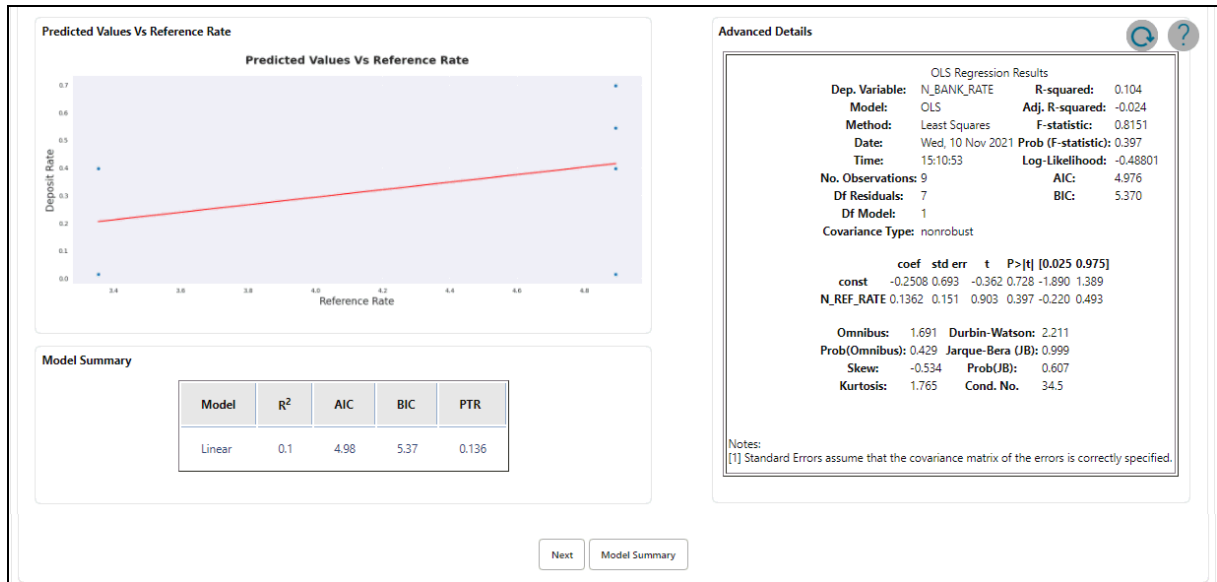 Predicted Values Vs Reference Rate
Predicted Values Vs Reference Rate
0.7
0.6
0.5
0.4
0.3
0.2
0.1
0.0
Deposit Rate
3.4 3.6 3.8 4.0 4.2 4.4 4.6 4.8
Reference Rate
Model Summary
Model R² AIC BIC PTR
Linear 0.1 4.98 5.37 0.136
Advanced Details
?
OLS Regression Results
Dep. Variable: N_BANK_RATE R-squared: 0.104
Model: OLS Adj. R-squared: -0.024
Method: Least Squares F-statistic: 0.8151
Date: Wed, 10 Nov 2021 Prob (F-statistic): 0.397
Time: 15:10:53 Log-Likelihood: -0.48801
No. Observations: 9 AIC: 4.976
Df Residuals: 7 BIC: 5.370
Df Model: 1
Covariance Type: nonrobust
coef std err t P>|t| [0.025 0.975]
const -0.2508 0.693 -0.362 0.728 -1.890 1.389
N_REF_RATE 0.1362 0.151 0.903 0.397 -0.220 0.493
Omnibus: 1.691 Durbin-Watson: 2.211
Prob(Omnibus): 0.429 Jarque-Bera (JB): 0.999
Skew: -0.534 Prob(JB): 0.607
Kurtosis: 1.765 Cond. No. 34.5
Notes:
[1] Standard Errors assume that the covariance matrix of the errors is correctly specified.
Next Model Summary